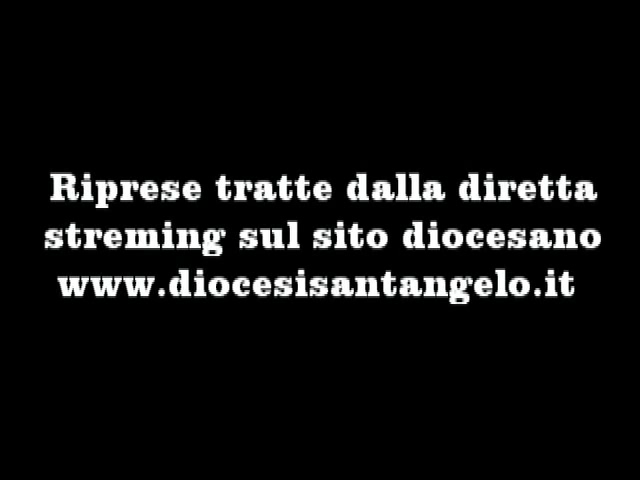 Riprese tratte dalla diretta
streming sul sito diocesano
www.diocesisantangelo.it